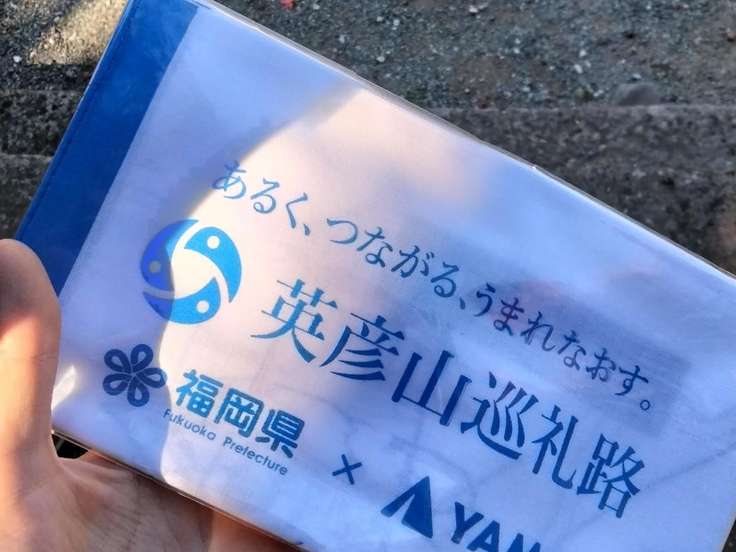 あるく、つながる、うまれなおす。
英彦山巡礼路
福岡県
Fukuoka Prefecture
× YAM